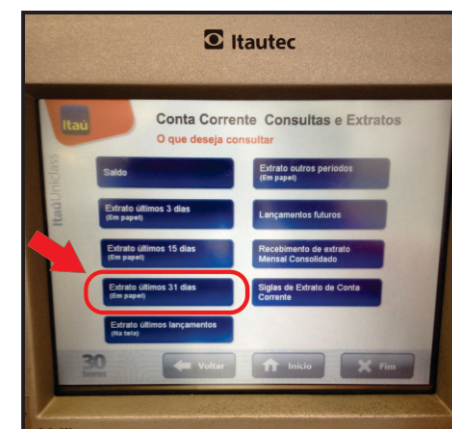 Itautec
Itaú
Conta Corrente Consultas e Extratos
O que deseja consultar
Itaú Uniclass
Saldo
Extrato últimos 3 dias
(Em papel)
Extrato últimos 15 dias
(Em papel)
Extrato últimos 31 dias
(Em papel)
Extrato últimos lançamentos
(Na tela)
Extrato outros períodos
(Em papel)
Lançamentos futuros
Recebimento de extrato
Mensal Consolidado
Siglas de Extrato de Conta
Corrente
30
horas
Voltar
Início
Fim